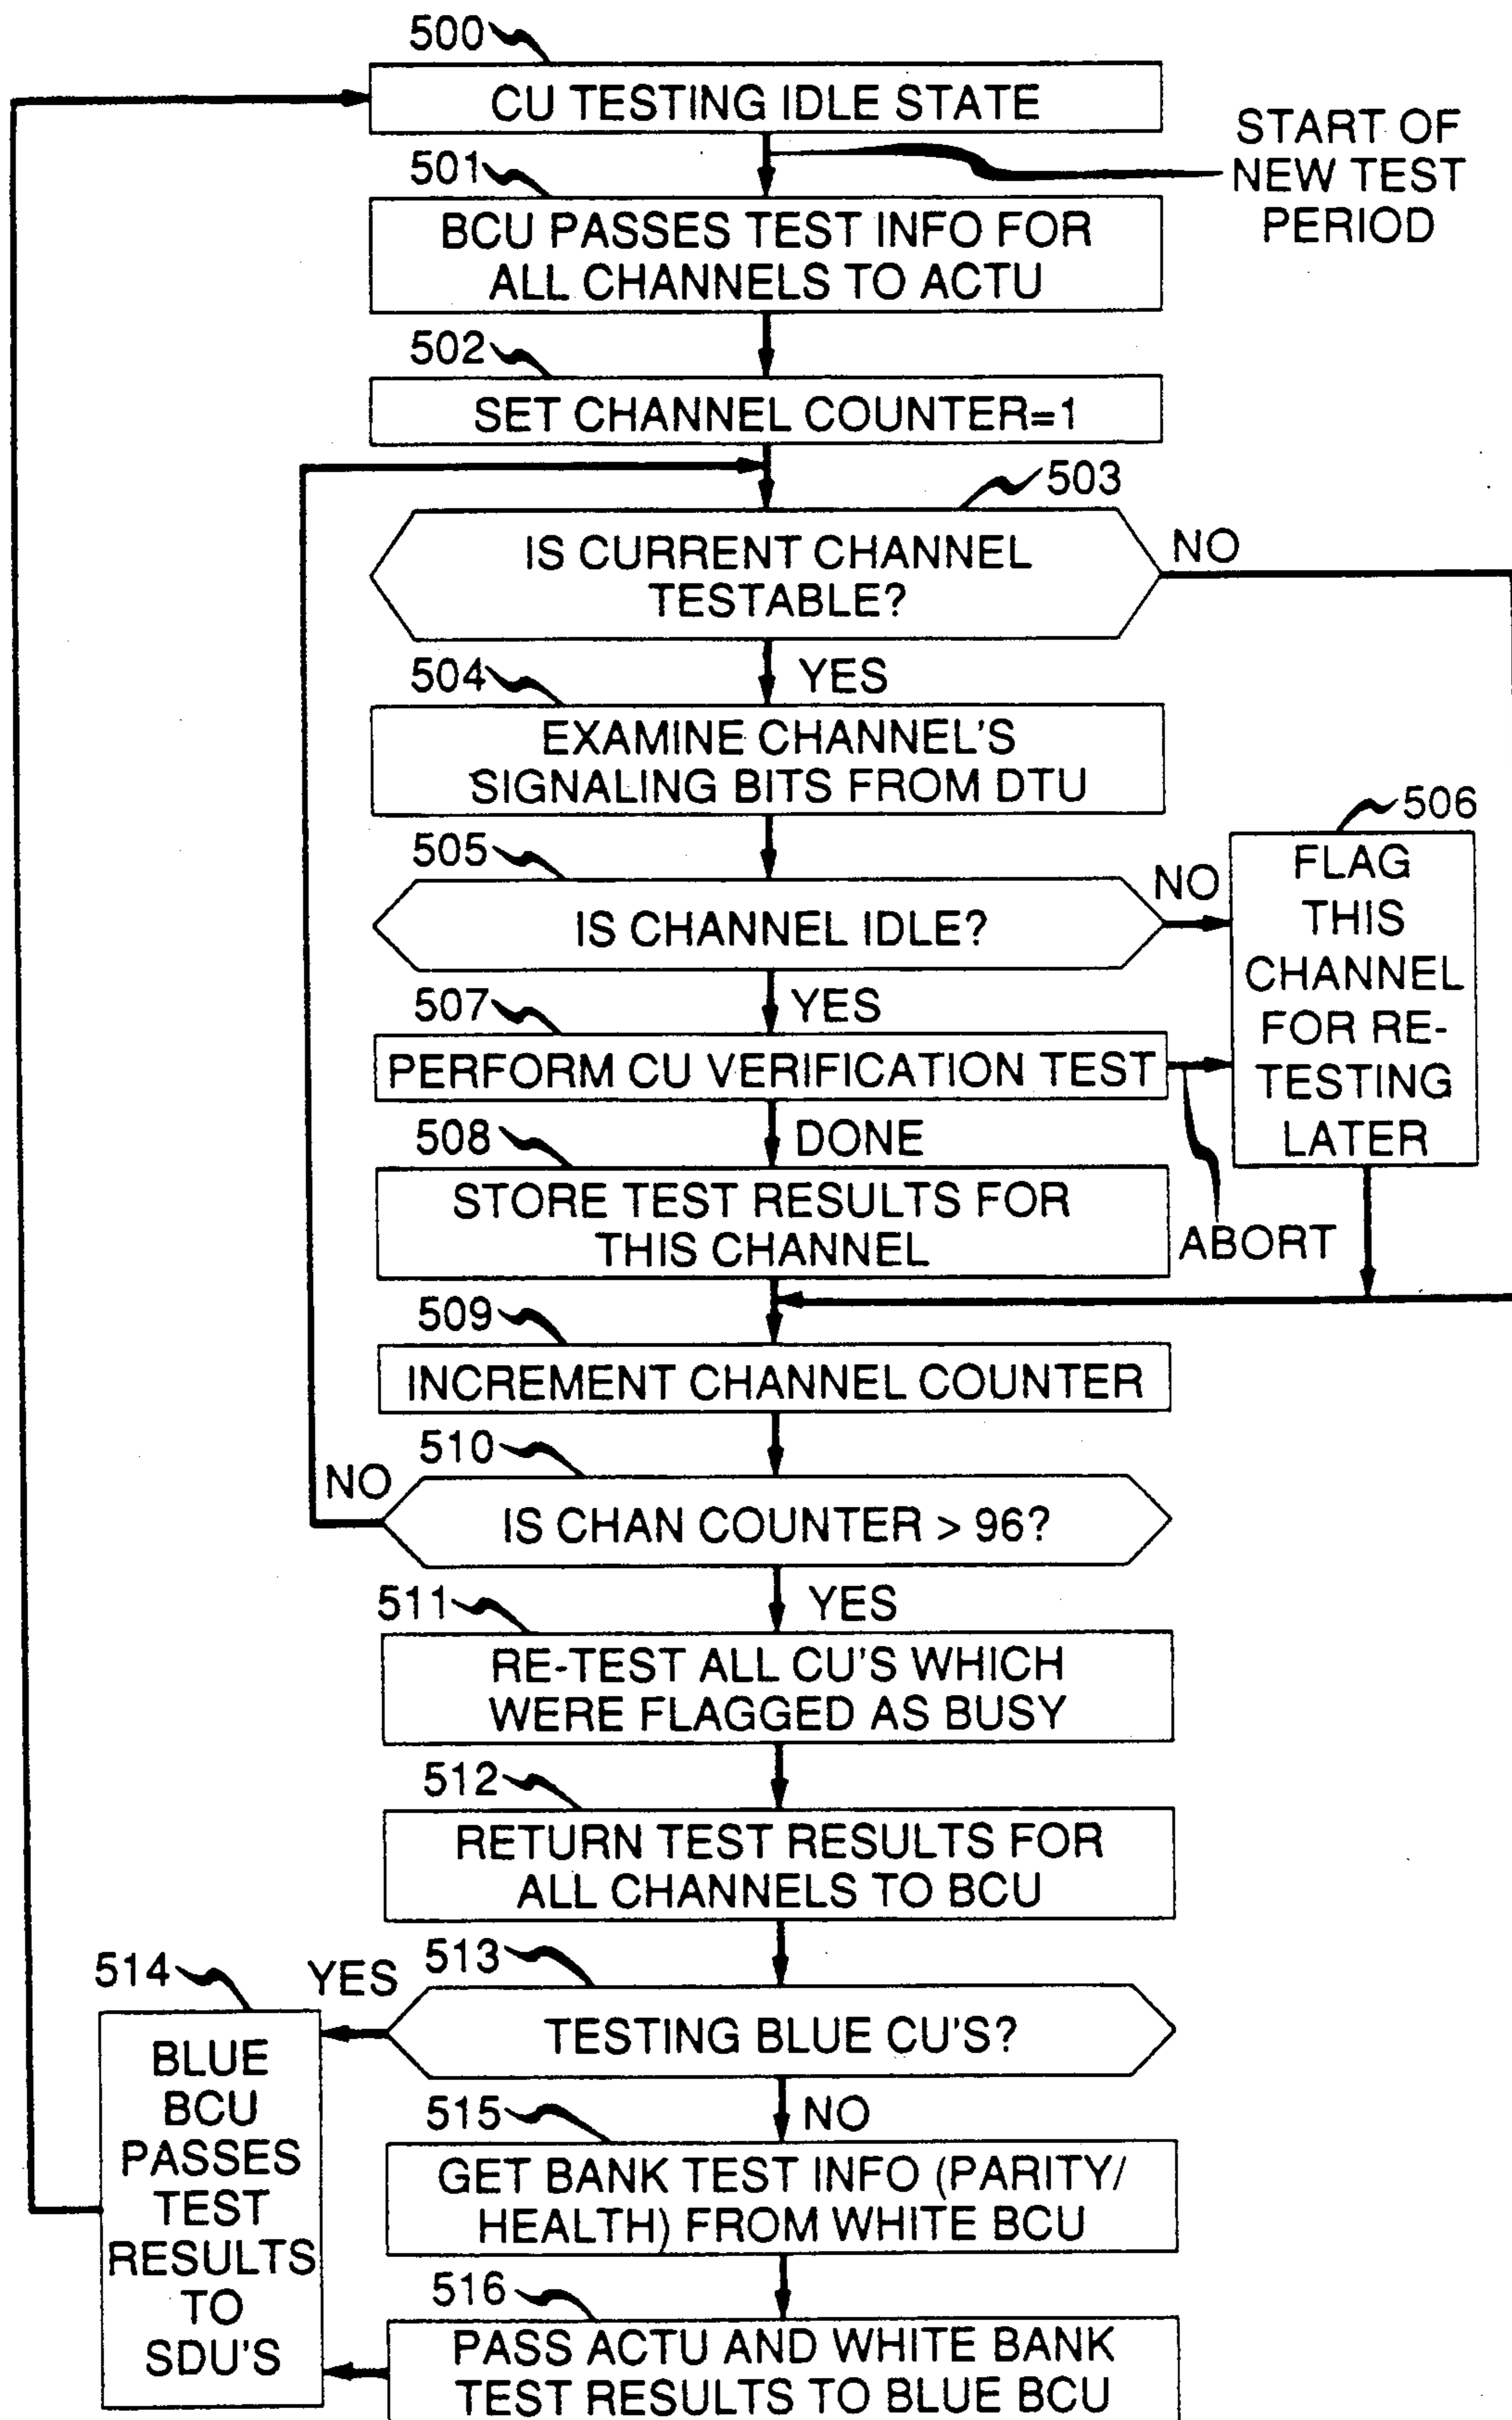 500
CU TESTING IDLE STATE
START OF
NEW TEST
PERIOD
501
BCU PASSES TEST INFO FOR
ALL CHANNELS TO ACTU
502
SET CHANNEL COUNTER=1
503
IS CURRENT CHANNEL
TESTABLE?
NO
YES
504
EXAMINE CHANNEL'S
SIGNALING BITS FROM DTU
505
IS CHANNEL IDLE?
NO
506
FLAG
THIS
CHANNEL
FOR RE-
TESTING
LATER
YES
507
PERFORM CU VERIFICATION TEST
ABORT
DONE
508
STORE TEST RESULTS FOR
THIS CHANNEL
509
INCREMENT CHANNEL COUNTER
510
NO
IS CHAN COUNTER > 96?
YES
511
RE-TEST ALL CU'S WHICH
WERE FLAGGED AS BUSY
512
RETURN TEST RESULTS FOR
ALL CHANNELS TO BCU
513
TESTING BLUE CU'S?
YES
514
BLUE
BCU
PASSES
TEST
RESULTS
TO
SDU'S
NO
515
GET BANK TEST INFO (PARITY/
HEALTH) FROM WHITE BCU
516
PASS ACTU AND WHITE BANK
TEST RESULTS TO BLUE BCU